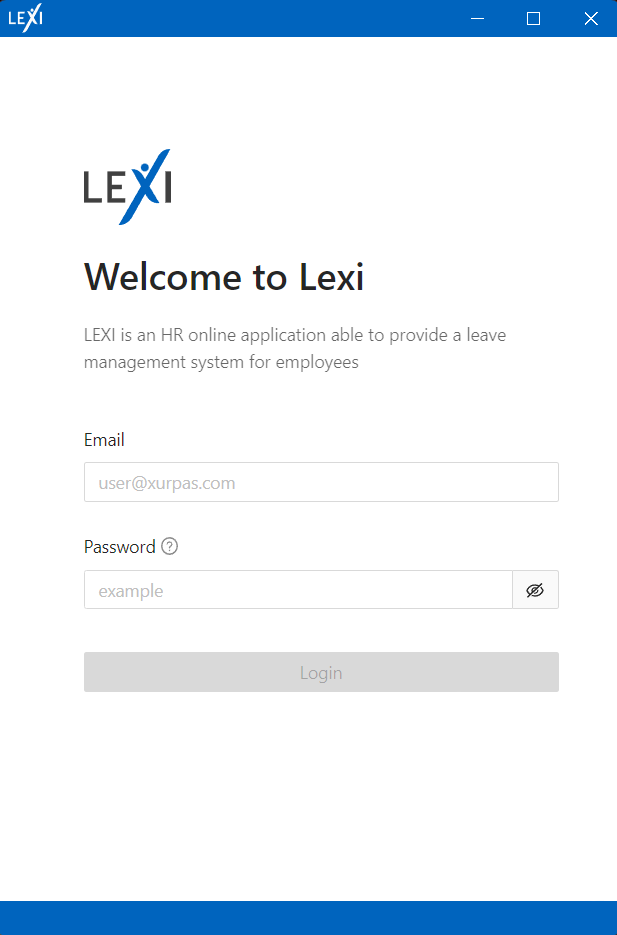 LEXI
LEXI
Welcome to Lexi
LEXI is an HR online application able to provide a leave
management system for employees
Email
user@xurpas.com
Password
example
Login